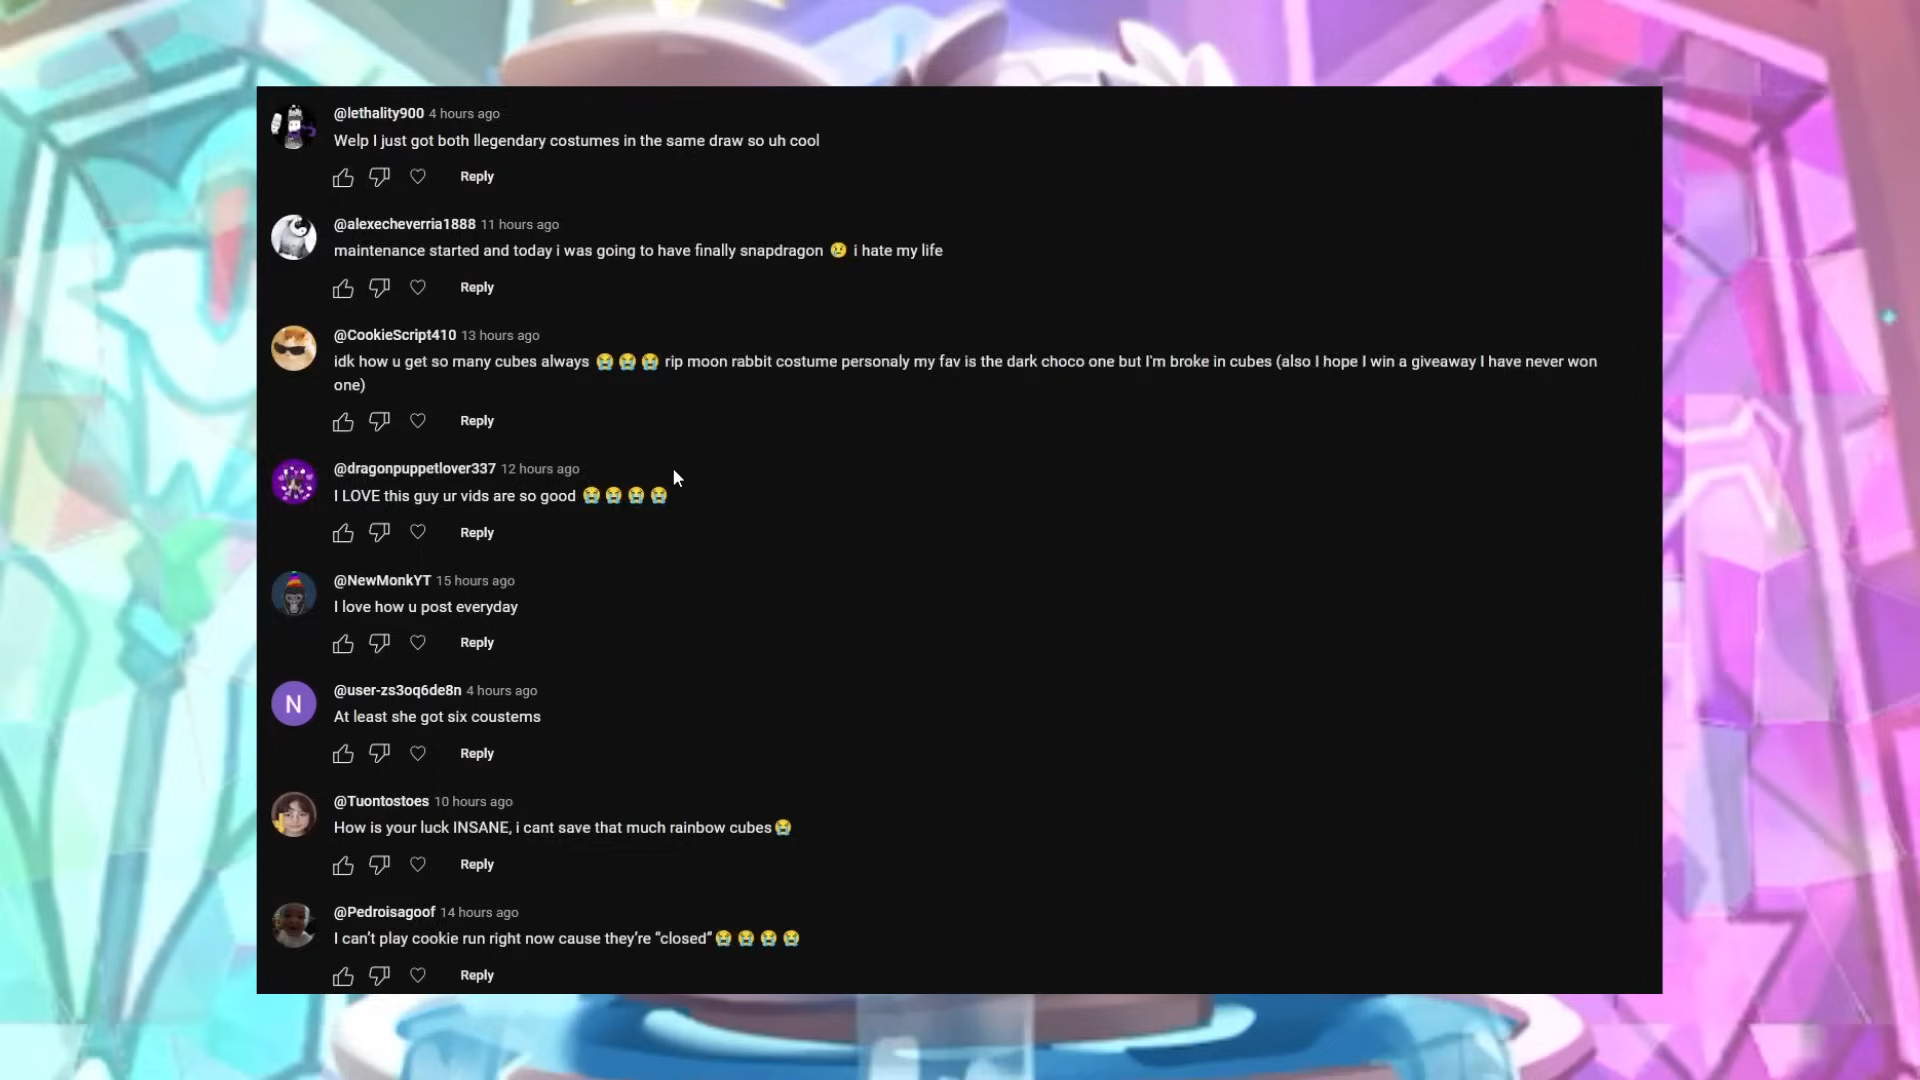 @lethality900 4 hours ago
Welp I just got both llegendary costumes in the same draw so uh cool
Reply
@alexecheverria1888 11 hours ago
maintenance started and today i was going to have finally snapdragon 😢 i hate my life
Reply
@CookieScript410 13 hours ago
idk how u get so many cubes always 😭😭😭 rip moon rabbit costume personaly my fav is the dark choco one but I'm broke in cubes (also I hope I win a giveaway I have never won
one)
Reply
@dragonpuppetlover337 12 hours ago
I LOVE this guy ur vids are so good 😭😭😭😭
Reply
@NewMonkYT 15 hours ago
I love how u post everyday
Reply
N
@user-zs3oq6de8n 4 hours ago
At least she got six coustems
Reply
@Tuontostoes 10 hours ago
How is your luck INSANE, i cant save that much rainbow cubes😭
Reply
@Pedroisagoof 14 hours ago
I can’t play cookie run right now cause they’re “closed”😭😭😭😭
Reply